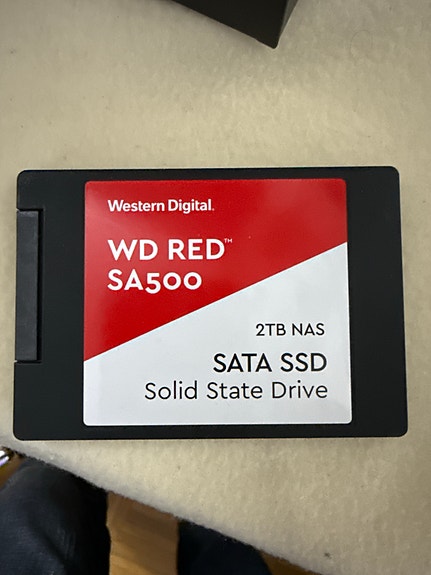 Western Digital.
WD RED™
SA500
2TB NAS
SATA SSD
Solid State Drive